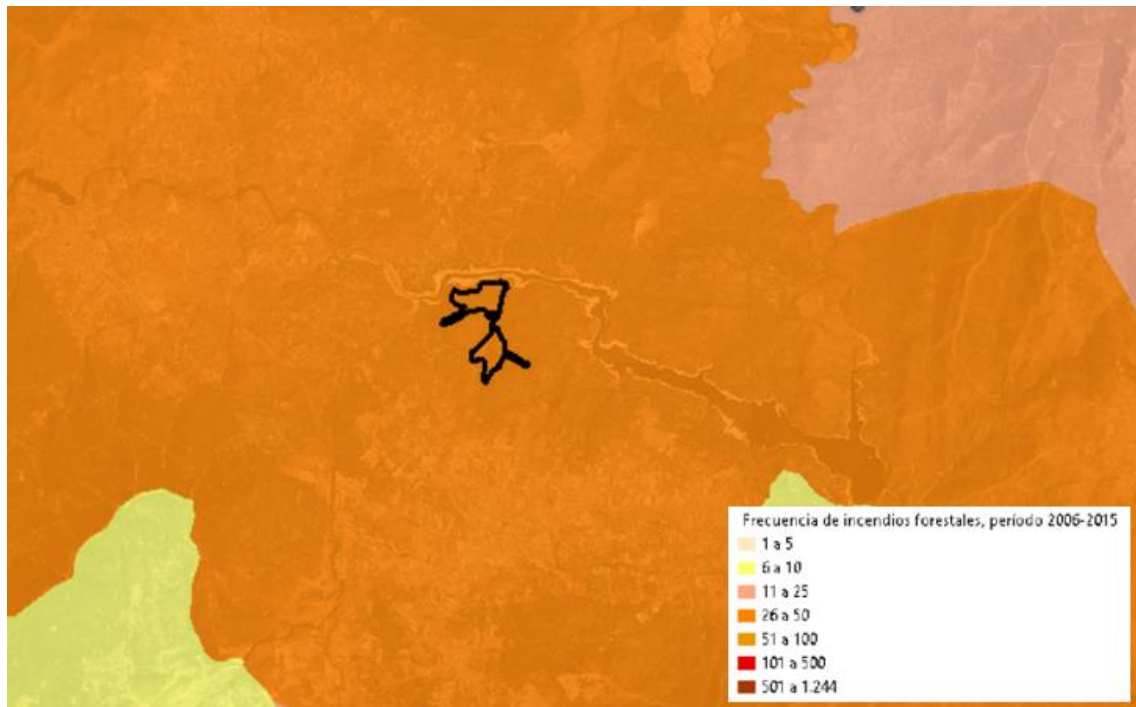 Frecuencia de incendios forestales, período 2006-2015
1 a 5
6 a 10
11 a 25
26 a 50
51 a 100
101 a 500
501 a 1.244